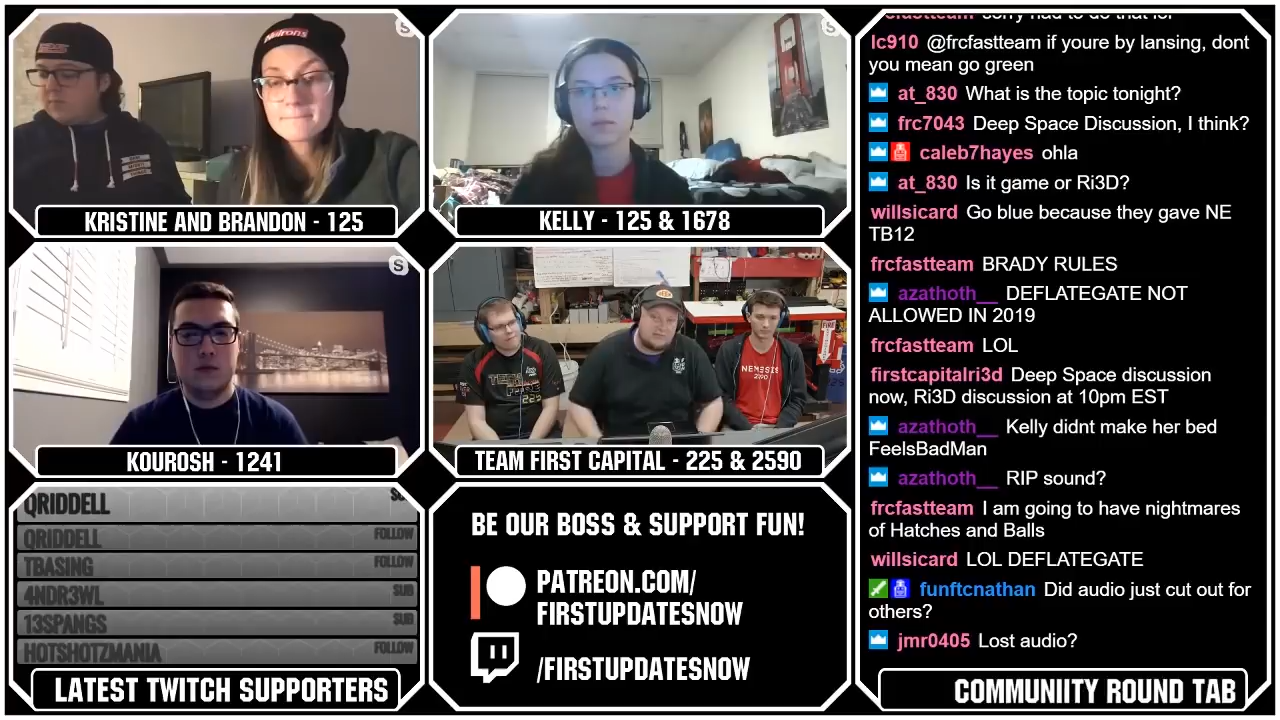 NUTRONS
KRISTINE AND BRANDON - 125
KELLY - 125 & 1678
KOUROSH - 1241
TEAM FIRST CAPITAL - 225 & 2590
NEMESIS
2590
225
FIRST
QRIDDELL
QRIDDELL FOLLOW
TBASING FOLLOW
4NDR3WL SUB
13SPANGS SUB
HOTSHOTZMANIA FOLLOW
LATEST TWITCH SUPPORTERS
BE OUR BOSS & SUPPORT FUN!
PATREON.COM/
FIRSTUPDATESNOW
/FIRSTUPDATESNOW
lc910 @frcfastteam if youre by lansing, dont
you mean go green
at_830 What is the topic tonight?
frc7043 Deep Space Discussion, I think?
caleb7hayes ohla
at_830 Is it game or Ri3D?
willsicard Go blue because they gave NE
TB12
frcfastteam BRADY RULES
azathoth__ DEFLATEGATE NOT
ALLOWED IN 2019
frcfastteam LOL
firstcapitalri3d Deep Space discussion
now, Ri3D discussion at 10pm EST
azathoth__ Kelly didnt make her bed
FeelsBadMan
azathoth__ RIP sound?
frcfastteam I am going to have nightmares
of Hatches and Balls
willsicard LOL DEFLATEGATE
funftcnathan Did audio just cut out for
others?
jmr0405 Lost audio?
COMMUNIITY ROUND TAB